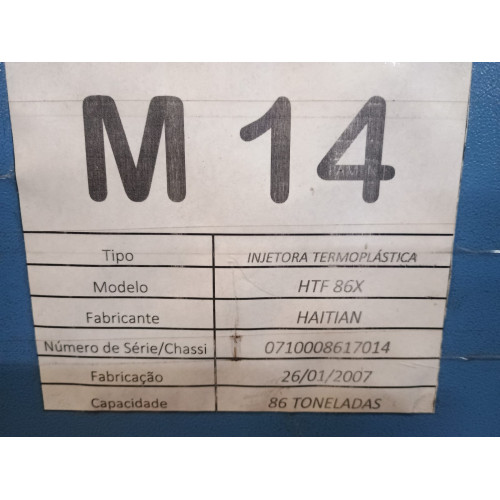 M 14
Tipo INJETORA TERMOPLÁSTICA
Modelo HTF 86X
Fabricante HAITIAN
Número de Série/Chassi 0710008617014
Fabricação 26/01/2007
Capacidade 86 TONELADAS